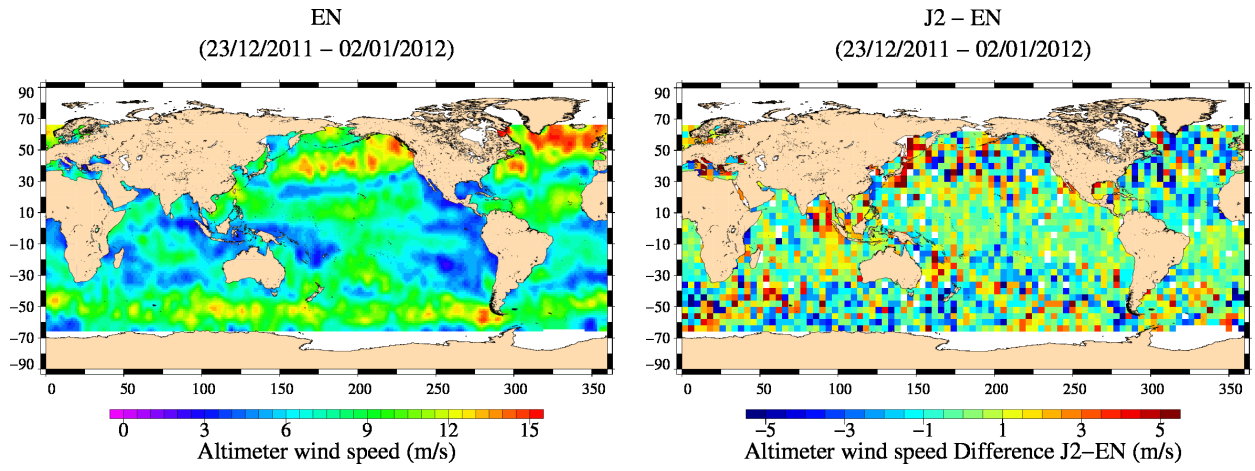 EN
(23/12/2011 – 02/01/2012)
90
70
50
30
10
−10
−30
−50
−70
−90
0 50 100 150 200 250 300 350
0 3 6 9 12 15
Altimeter wind speed (m/s)
J2 – EN
(23/12/2011 – 02/01/2012)
90
70
50
30
10
−10
−30
−50
−70
−90
50 100 150 200 250 300 350
−5 −3 −1 1 3 5
Altimeter wind speed Difference J2−EN (m/s)